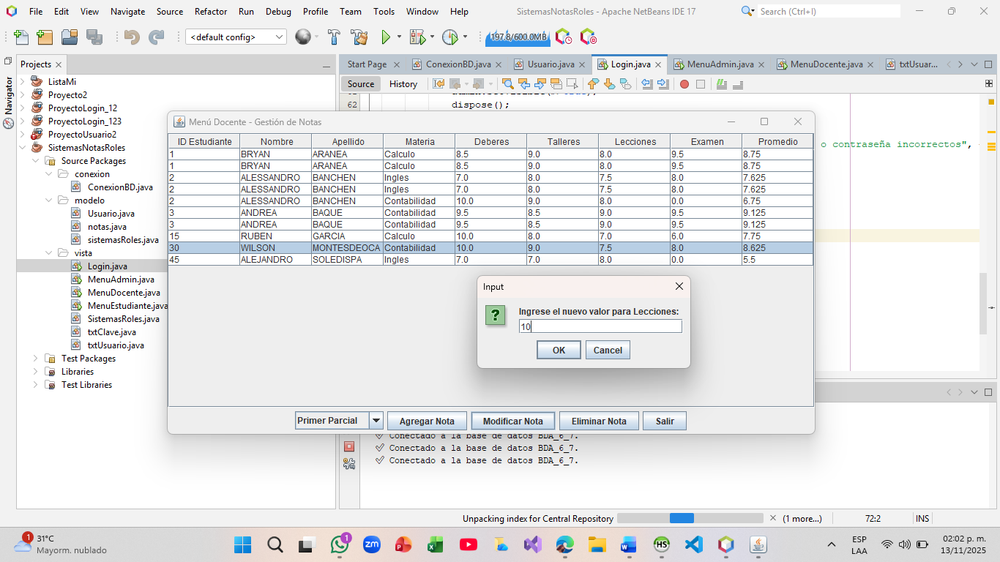 File Edit View Navigate Source Refactor Run Debug Profile Team Tools Window Help SistemasNotasRoles - Apache NetBeans IDE 17 Search (Ctrl+I)
<default config> 197.8/600.0MB
Projects Start Page ConexionBD.java Usuario.java Login.java MenuAdmin.java MenuDocente.java txtUsuar...
Navigator
Source History
ListaMi
Proyecto2
ProyectoLogin_12
ProyectoLogin_123
ProyectoUsuario2
SistemasNotasRoles
Source Packages
conexion
ConexionBD.java
modelo
Usuario.java
notas.java
sistemasRoles.java
vista
Login.java
MenuAdmin.java
MenuDocente.java
MenuEstudiante.java
SistemasRoles.java
txtClave.java
txtUsuario.java
Test Packages
Libraries
Test Libraries
62 dispose();
o contraseña incorrectos",
Menú Docente - Gestión de Notas
ID Estudiante Nombre Apellido Materia Deberes Talleres Lecciones Examen Promedio
1 BRYAN ARANEA Calculo 8.5 9.0 8.0 9.5 8.75
1 BRYAN ARANEA Calculo 8.5 9.0 8.0 9.5 8.75
2 ALESSANDRO BANCHEN Ingles 7.0 8.0 7.5 8.0 7.625
2 ALESSANDRO BANCHEN Ingles 7.0 8.0 7.5 8.0 7.625
2 ALESSANDRO BANCHEN Contabilidad 10.0 9.0 8.0 0.0 6.75
3 ANDREA BAQUE Contabilidad 9.5 8.5 9.0 9.5 9.125
3 ANDREA BAQUE Contabilidad 9.5 8.5 9.0 9.5 9.125
15 RUBEN GARCIA Calculo 10.0 8.0 7.0 6.0 7.75
30 WILSON MONTESDEOCA Contabilidad 10.0 9.0 7.5 8.0 8.625
45 ALEJANDRO SOLEDISPA Ingles 7.0 7.0 8.0 0.0 5.5
Input
Ingrese el nuevo valor para Lecciones:
10
OK Cancel
Primer Parcial Agregar Nota Modificar Nota Eliminar Nota Salir
Conectado a la base de datos BDA_6_7.
Conectado a la base de datos BDA_6_7.
Conectado a la base de datos BDA_6_7.
Unpacking index for Central Repository (1 more...) 72:2 INS
1 31°C
Mayorm. nublado
1
zm
HS
ESP
LAA
02:02 p. m.
13/11/2025